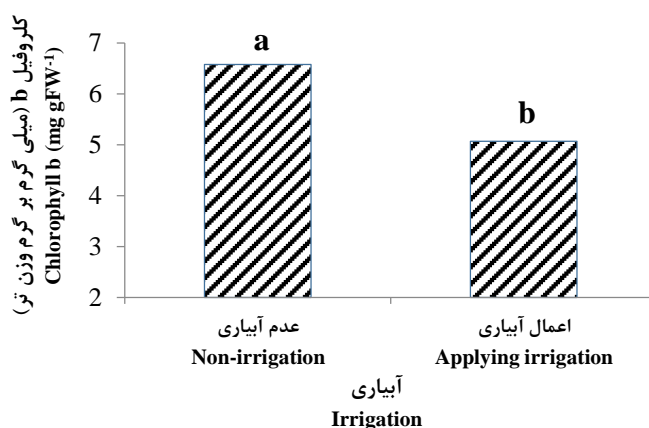 کلروفیل b (میلی گرم بر گرم وزن تر)
Chlorophyll b (mg gFW-1)
7
6
5
4
3
2
a
b
عدم آبیاری
Non-irrigation
اعمال آبیاری
Applying irrigation
آبیاری
Irrigation